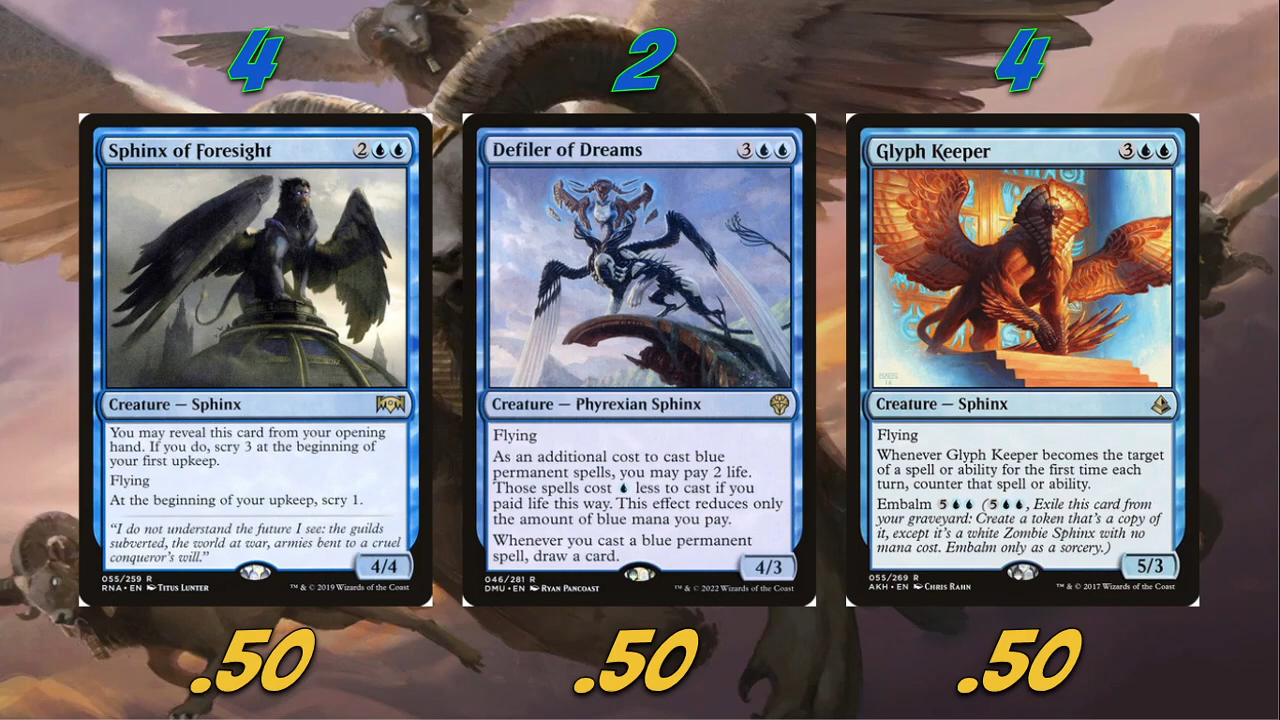 4 2 4
Sphinx of Foresight 2
Creature — Sphinx
You may reveal this card from your opening
hand. If you do, scry 3 at the beginning of
your first upkeep.
Flying
At the beginning of your upkeep, scry 1.
"I do not understand the future I see: the guilds
subverted, the world at war, armies bent to a cruel
conqueror's will."
4/4
055/259 R
RNA • EN Titus Lunter
™ & © 2019 Wizards of the Coast
Defiler of Dreams 3
Creature — Phyrexian Sphinx
Flying
As an additional cost to cast blue
permanent spells, you may pay 2 life.
Those spells cost less to cast if you
paid life this way. This effect reduces only
the amount of blue mana you pay.
Whenever you cast a blue permanent
spell, draw a card.
4/3
046/281 R
DMU • EN Ryan Pancoast
™ & © 2022 Wizards of the Coast
Glyph Keeper 3
Creature — Sphinx
Flying
Whenever Glyph Keeper becomes the target
of a spell or ability for the first time each
turn, counter that spell or ability.
Embalm 5 (5, Exile this card from
your graveyard: Create a token that's a copy of
it, except it's a white Zombie Sphinx with no
mana cost. Embalm only as a sorcery.)
5/3
055/269 R
AKH • EN Chris Rahn
™ & © 2017 Wizards of the Coast
.50 .50 .50